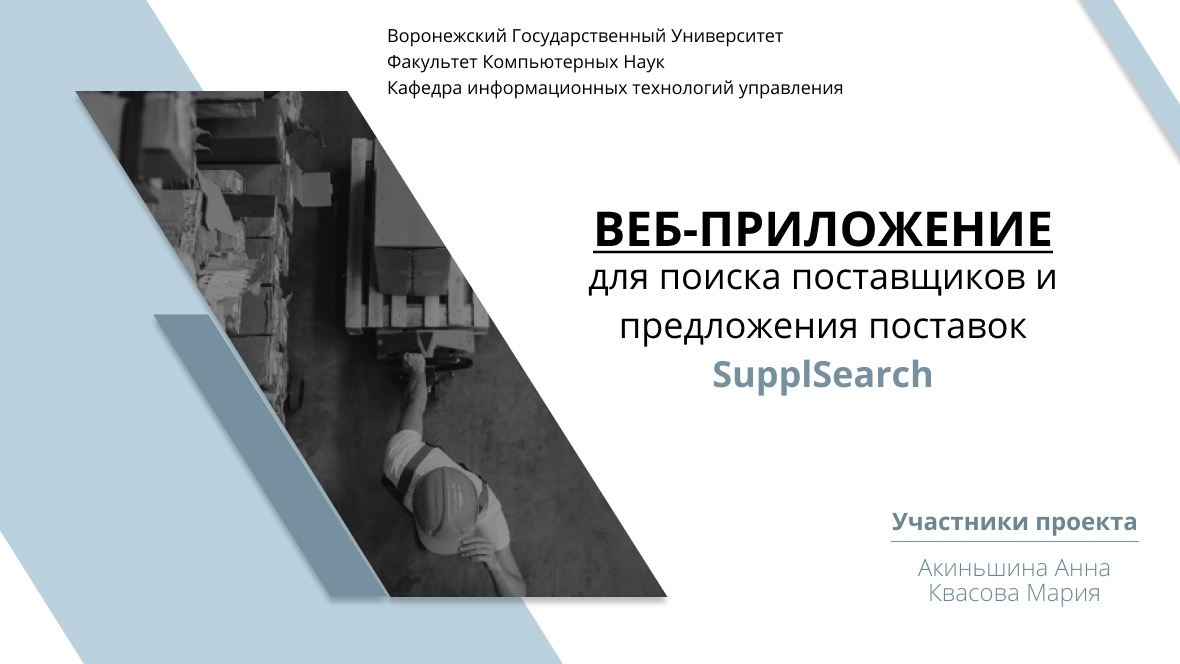 Воронежский Государственный Университет
Факультет Компьютерных Наук
Кафедра информационных технологий управления
ВЕБ-ПРИЛОЖЕНИЕ
для поиска поставщиков и
предложения поставок
SupplSearch
Участники проекта
Акиньшина Анна
Квасова Мария